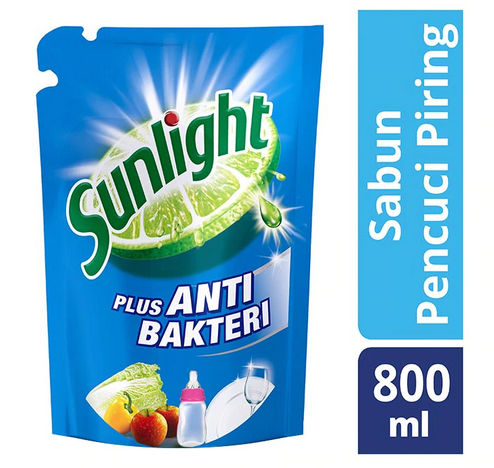 Sunlight
PLUS ANTI
BAKTERI
Sabun
Pencuci Piring
800
ml